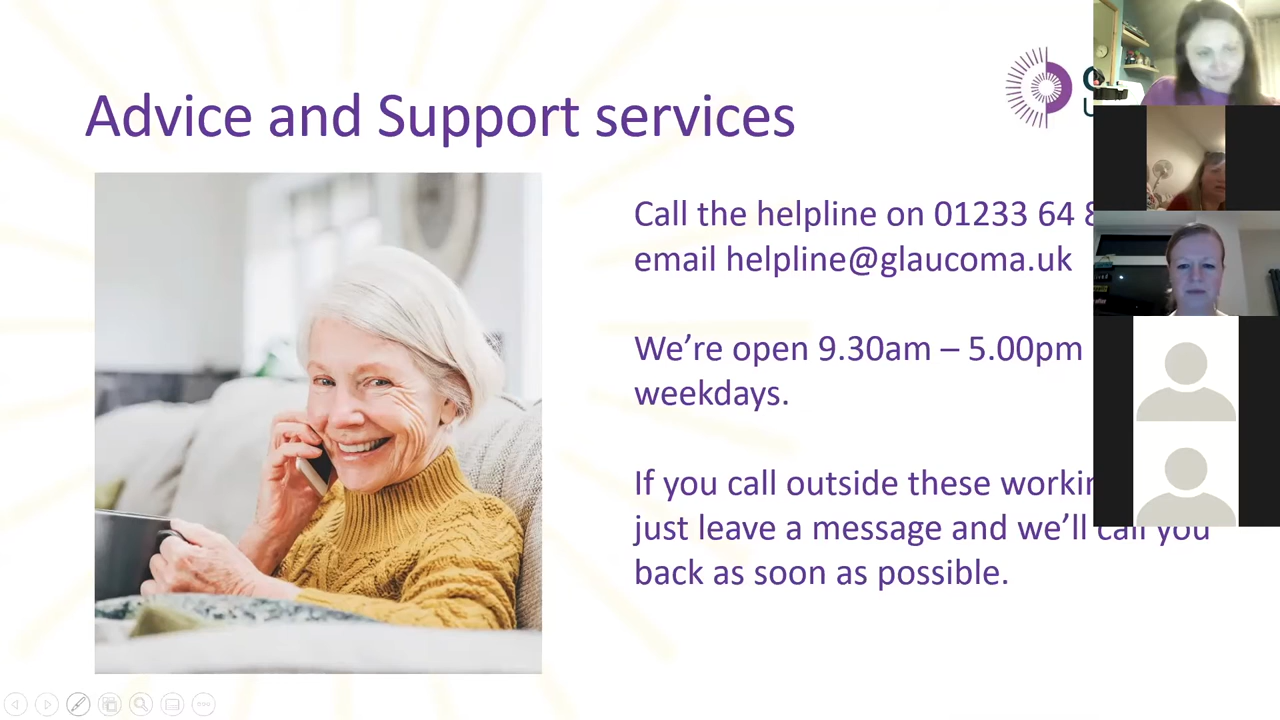 Advice and Support services
Call the helpline on 01233 64
email helpline@glaucoma.uk
We’re open 9.30am – 5.00pm
weekdays.
If you call outside these
just leave a message and we’ll call you
back as soon as possible.